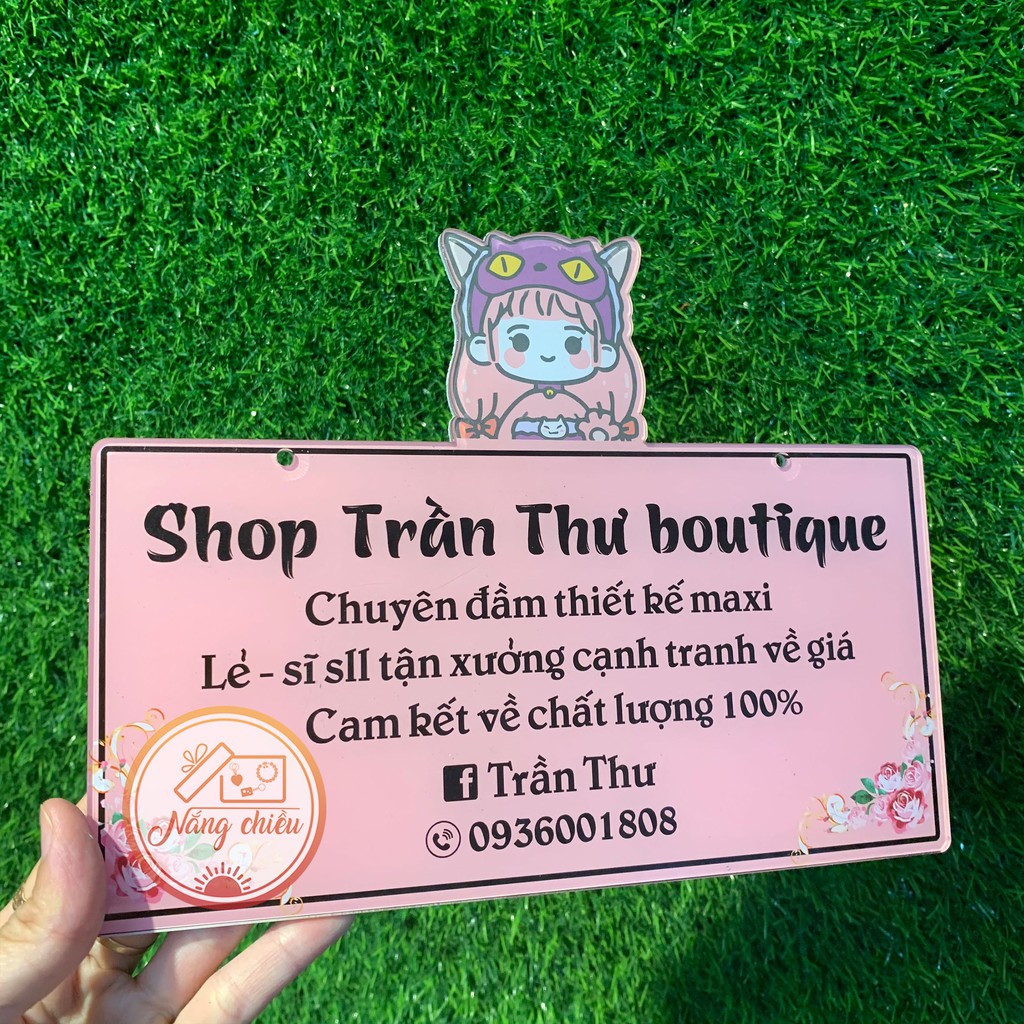 Shop Trần Thư boutique
Chuyên đầm thiết kế maxi
Lẻ - sĩ sll tận xưởng cạnh tranh về giá
Cam kết về chất lượng 100%
Trần Thư
0936001808
Nắng chiều